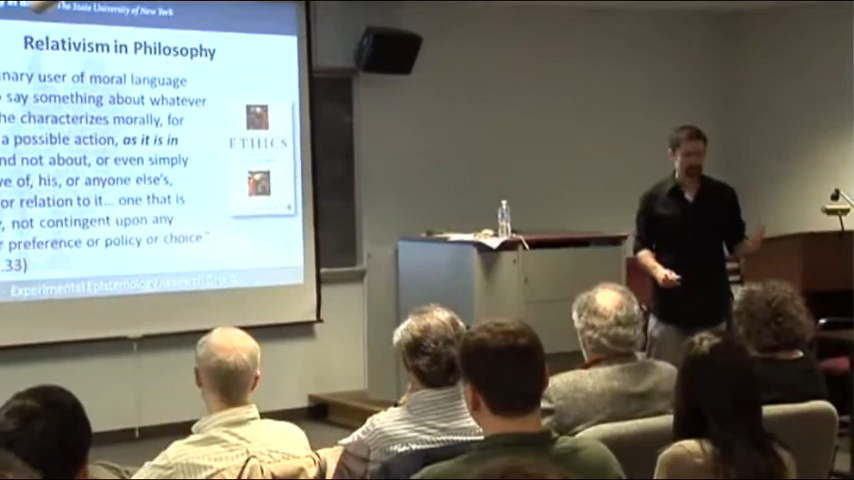 The State University of New York
Relativism in Philosophy
nary user of moral language
o say something about whatever
he characterizes morally, for
a possible action, as it is in
nd not about, or even simply
ve of, his, or anyone else's,
or relation to it... one that is
, not contingent upon any
r preference or policy or choice"
.33)
ETHICS
Experimental Epistemology